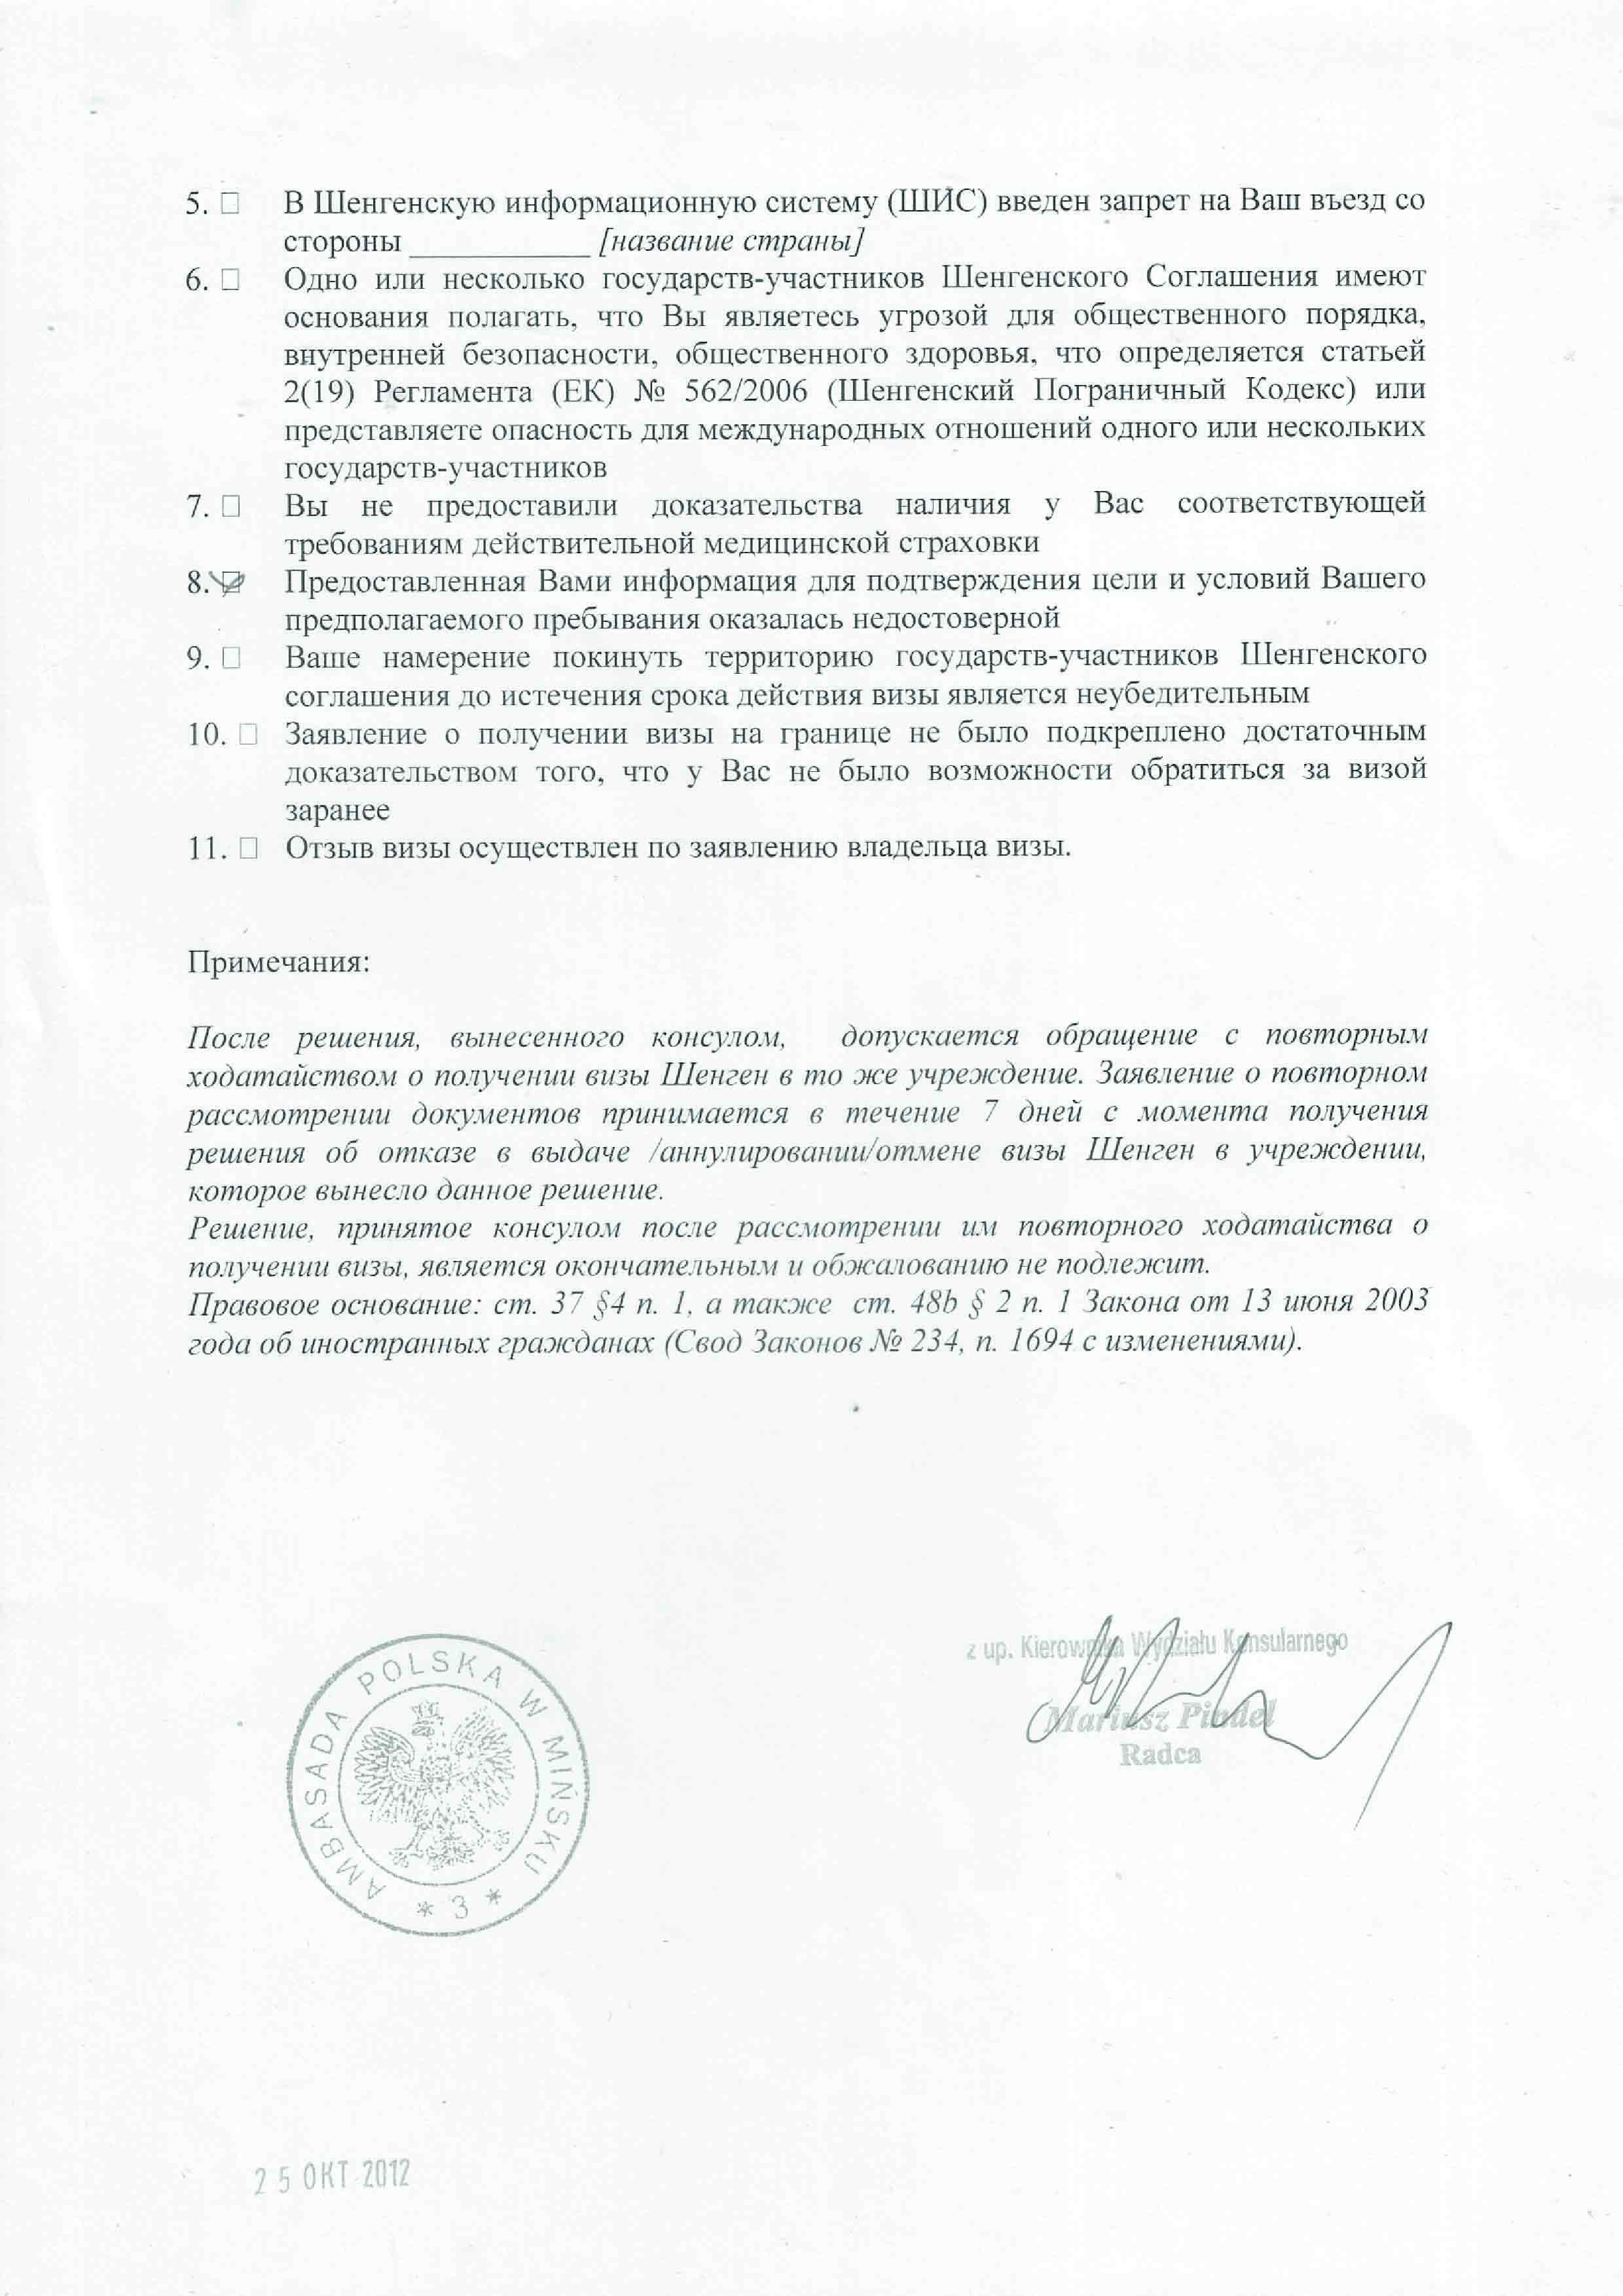 5. ☐ В Шенгенскую информационную систему (ШИС) введен запрет на Ваш въезд со
стороны ____________ [название страны]
6. ☐ Одно или несколько государств-участников Шенгенского Соглашения имеют
основания полагать, что Вы являетесь угрозой для общественного порядка,
внутренней безопасности, общественного здоровья, что определяется статьей
2(19) Регламента (ЕК) № 562/2006 (Шенгенский Пограничный Кодекс) или
представляете опасность для международных отношений одного или нескольких
государств-участников
7. ☐ Вы не предоставили доказательства наличия у Вас соответствующей
требованиям действительной медицинской страховки
8. ☑ Предоставленная Вами информация для подтверждения цели и условий Вашего
предполагаемого пребывания оказалась недостоверной
9. ☐ Ваше намерение покинуть территорию государств-участников Шенгенского
соглашения до истечения срока действия визы является неубедительным
10. ☐ Заявление о получении визы на границе не было подкреплено достаточным
доказательством того, что у Вас не было возможности обратиться за визой
заранее
11. ☐ Отзыв визы осуществлен по заявлению владельца визы.
Примечания:
После решения, вынесенного консулом, допускается обращение с повторным
ходатайством о получении визы Шенген в то же учреждение. Заявление о повторном
рассмотрении документов принимается в течение 7 дней с момента получения
решения об отказе в выдаче /аннулировании/отмене визы Шенген в учреждении,
которое вынесло данное решение.
Решение, принятое консулом после рассмотрении им повторного ходатайства о
получении визы, является окончательным и обжалованию не подлежит.
Правовое основание: ст. 37 §4 п. 1, а также ст. 48b § 2 п. 1 Закона от 13 июня 2003
года об иностранных гражданах (Свод Законов № 234, п. 1694 с изменениями).
z up. Kierownika Wydziału Konsularnego
Mariusz Pindel
Radca
AMBASADA POLSKA W MIŃSKU
* 3 *
25 ОКТ 2012